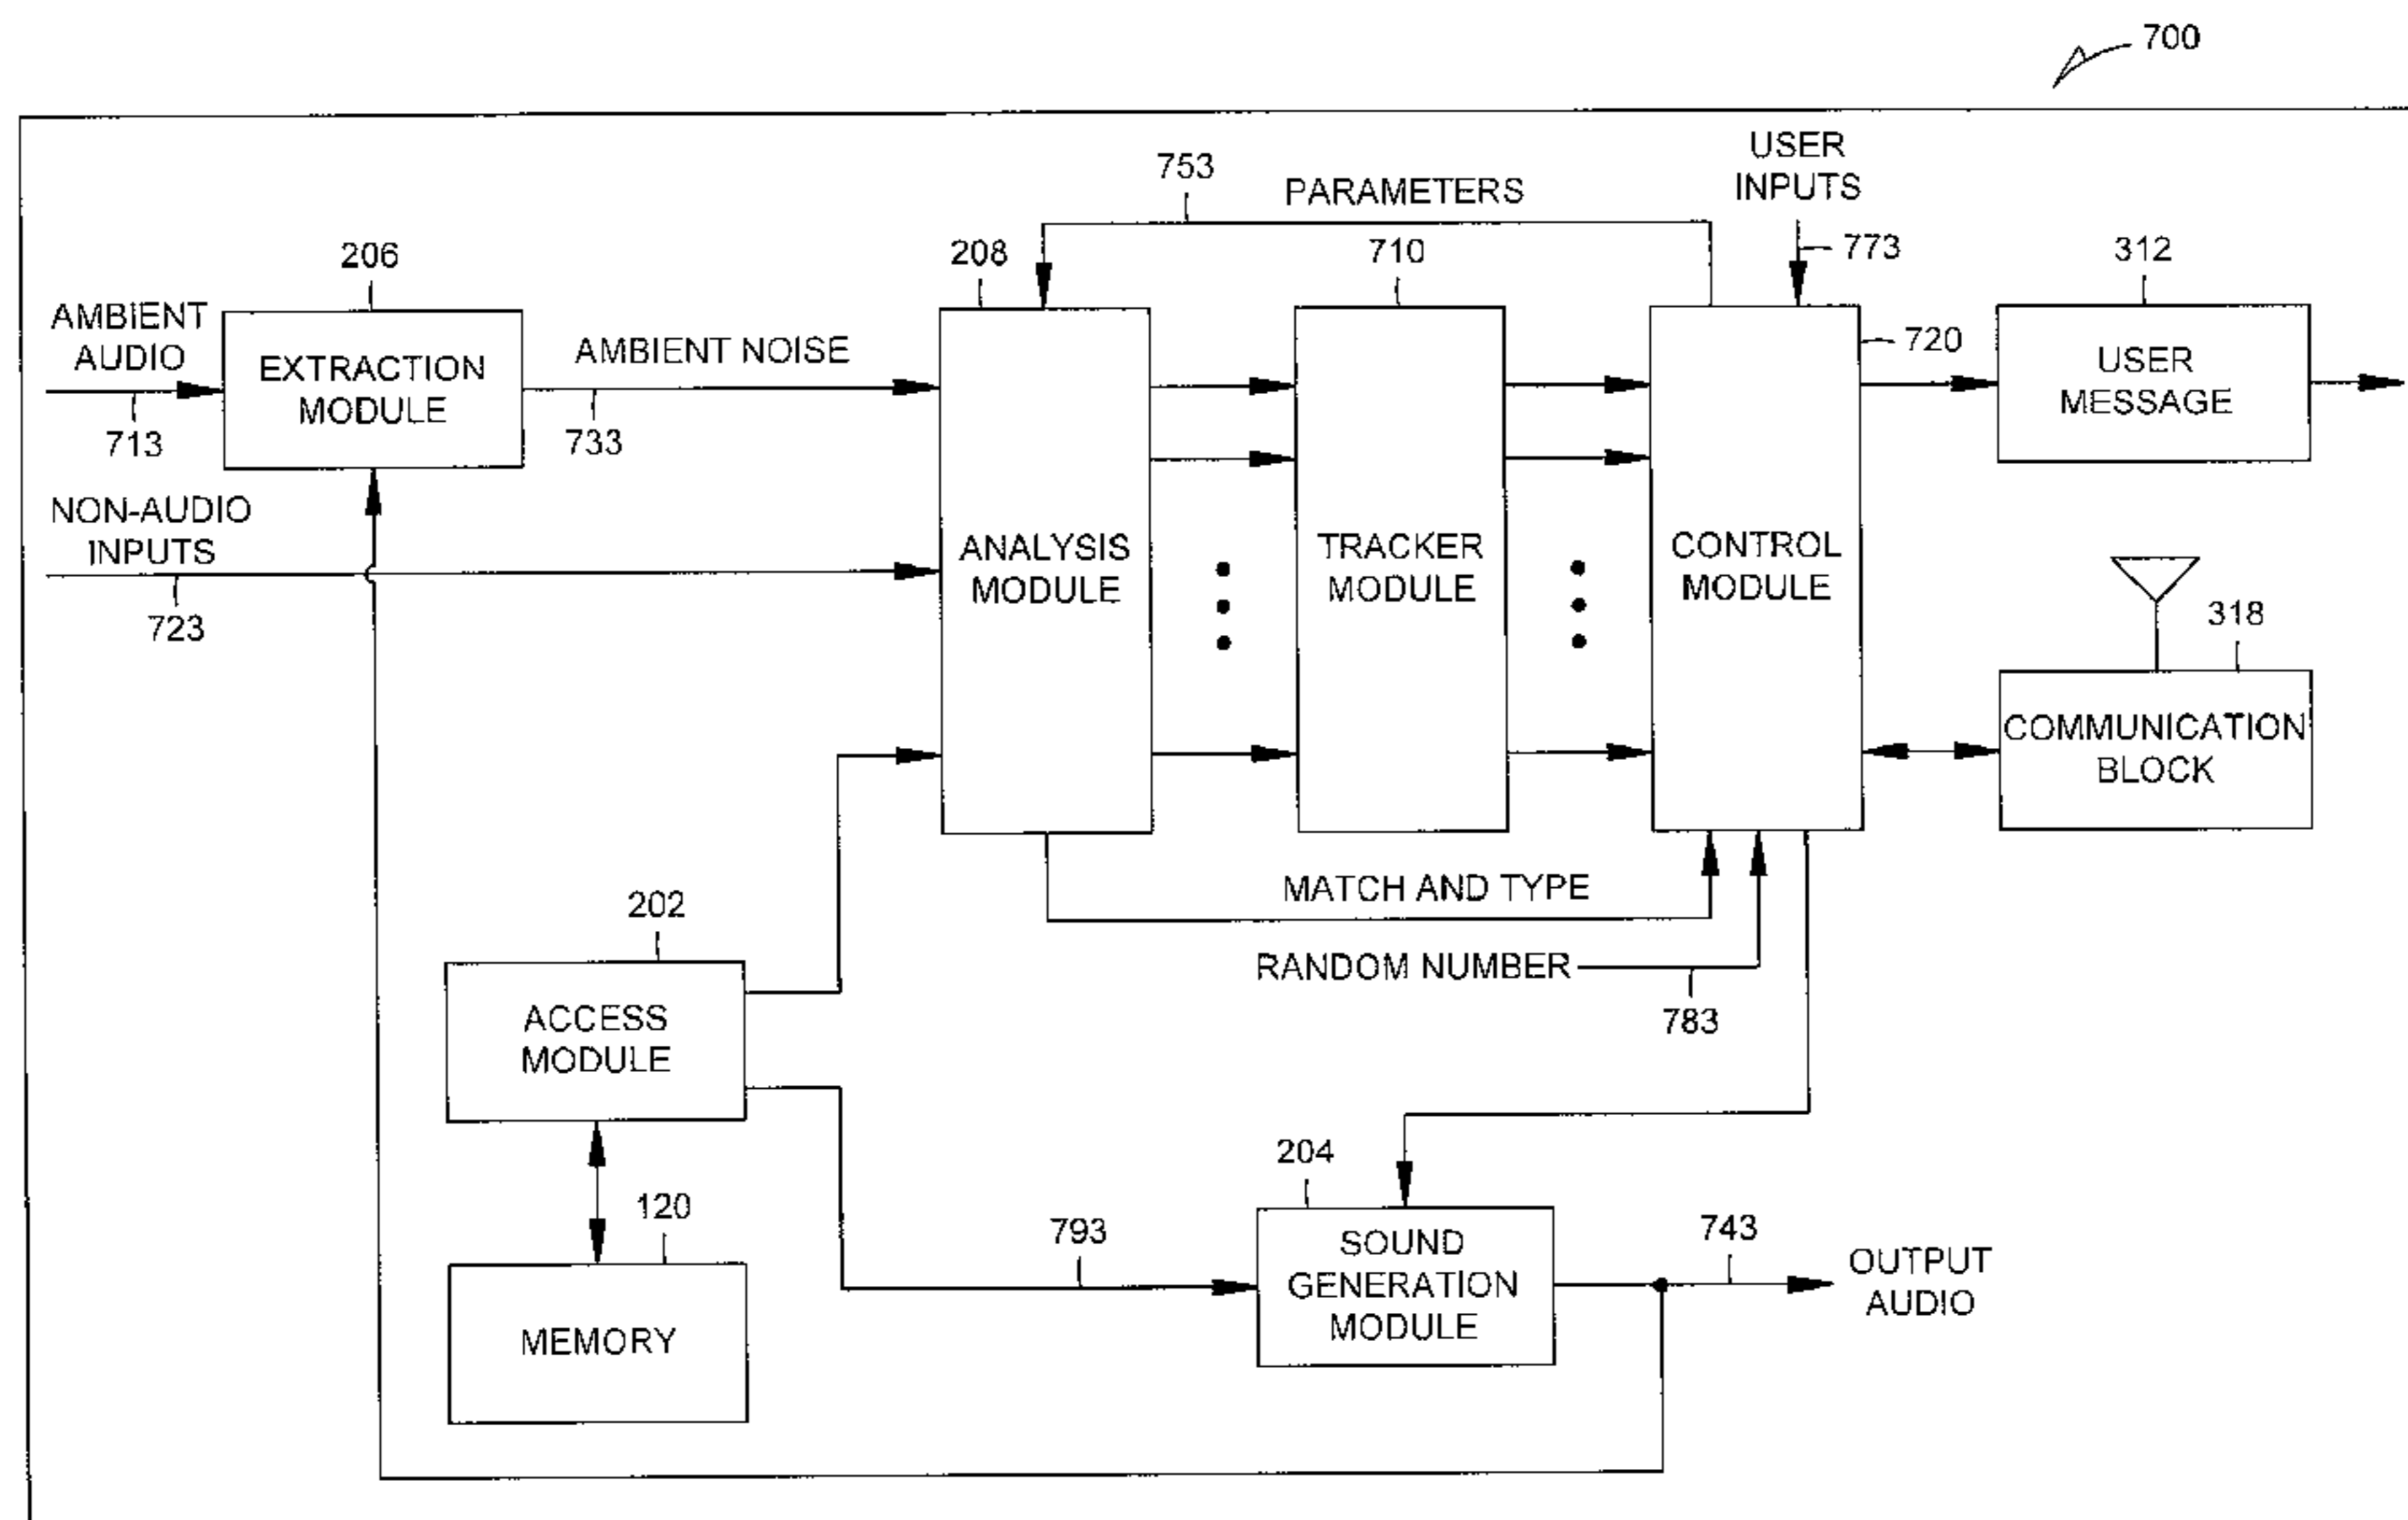 700
USER
INPUTS
753
PARAMETERS
773
206
208
710
312
AMBIENT
AUDIO
713
EXTRACTION
MODULE
AMBIENT NOISE
733
720
USER
MESSAGE
NON-AUDIO
INPUTS
723
ANALYSIS
MODULE
TRACKER
MODULE
CONTROL
MODULE
318
COMMUNICATION
BLOCK
MATCH AND TYPE
202
RANDOM NUMBER
783
ACCESS
MODULE
204
120
793
743
MEMORY
SOUND
GENERATION
MODULE
OUTPUT
AUDIO